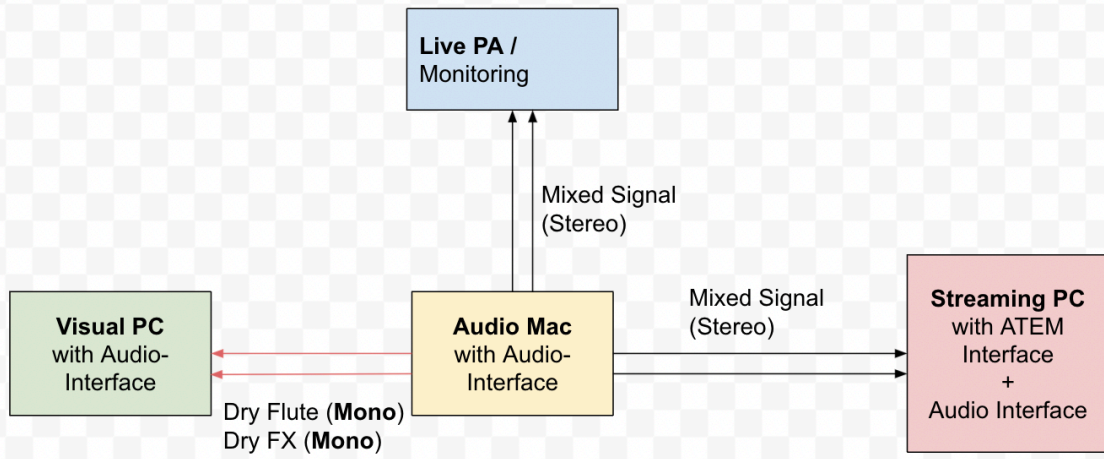 Live PA /
Monitoring
Mixed Signal
(Stereo)
Visual PC
with Audio-
Interface
Dry Flute (Mono)
Dry FX (Mono)
Audio Mac
with Audio-
Interface
Mixed Signal
(Stereo)
Streaming PC
with ATEM
Interface
+
Audio Interface